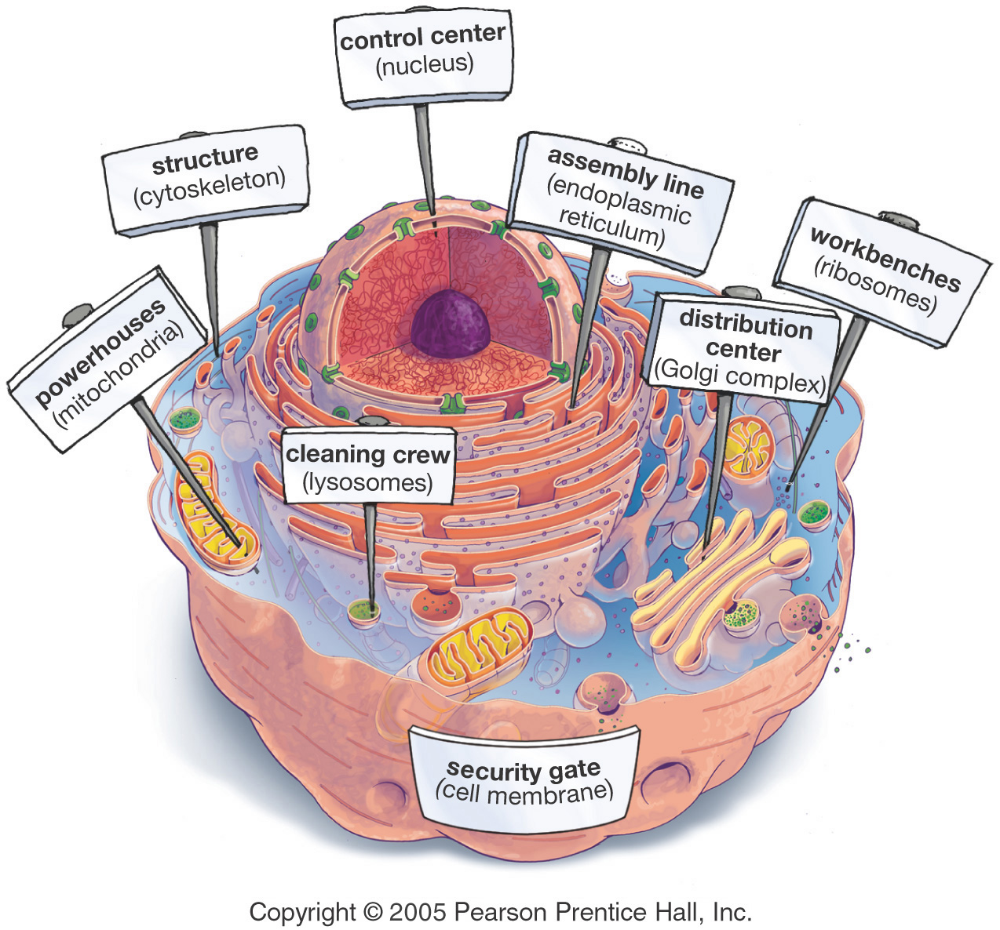 control center
(nucleus)
structure
(cytoskeleton)
assembly line
(endoplasmic
reticulum)
workbenches
(ribosomes)
powerhouses
(mitochondria)
distribution
center
(Golgi complex)
cleaning crew
(lysosomes)
security gate
(cell membrane)
Copyright © 2005 Pearson Prentice Hall, Inc.